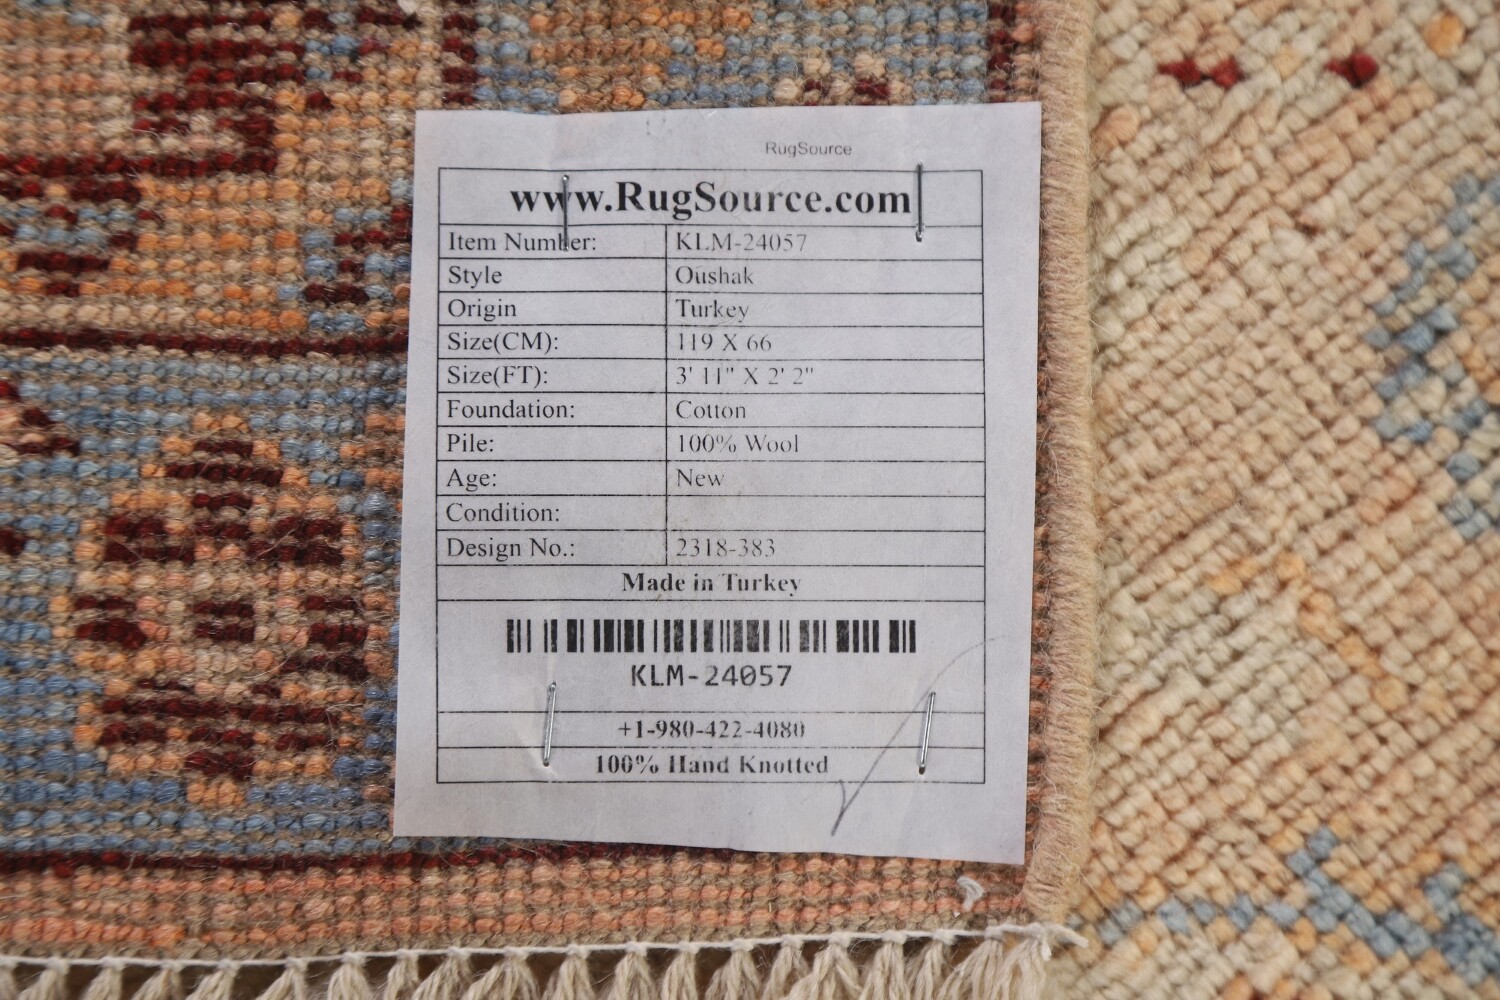 RugSource
www.RugSource.com
Item Number: KLM-24057
Style Oushak
Origin Turkey
Size(CM): 119 X 66
Size(FT): 3' 11" X 2' 2"
Foundation: Cotton
Pile: 100% Wool
Age: New
Condition:
Design No.: 2318-383
Made in Turkey
KLM-24057
+1-980-422-4080
100% Hand Knotted